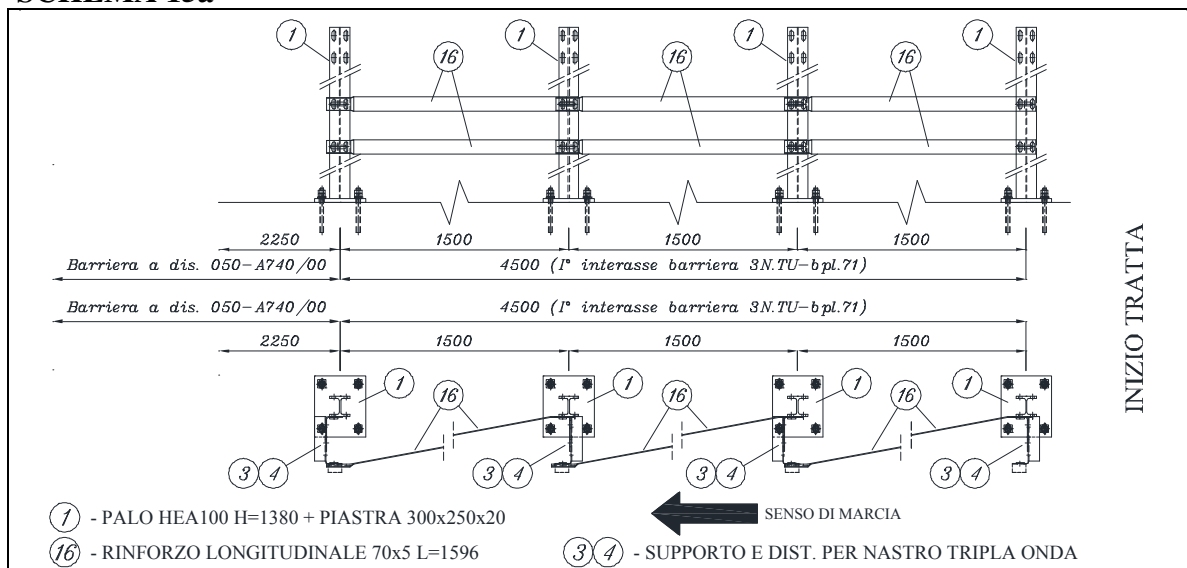 SCHEMA 13a
1 1 1 1
16 16 16
2250 1500 1500 1500
Barriera a dis. 050-A740/00 4500 (I° interasse barriera 3N.TU-bpl.71)
Barriera a dis. 050-A740/00 4500 (I° interasse barriera 3N.TU-bpl.71)
2250 1500 1500 1500
1 16 1 16 1 16 1
3 4 3 4 3 4 3 4
INIZIO TRATTA
1 - PALO HEA100 H=1380 + PIASTRA 300x250x20
SENSO DI MARCIA
16 - RINFORZO LONGITUDINALE 70x5 L=1596
3 4 - SUPPORTO E DIST. PER NASTRO TRIPLA ONDA